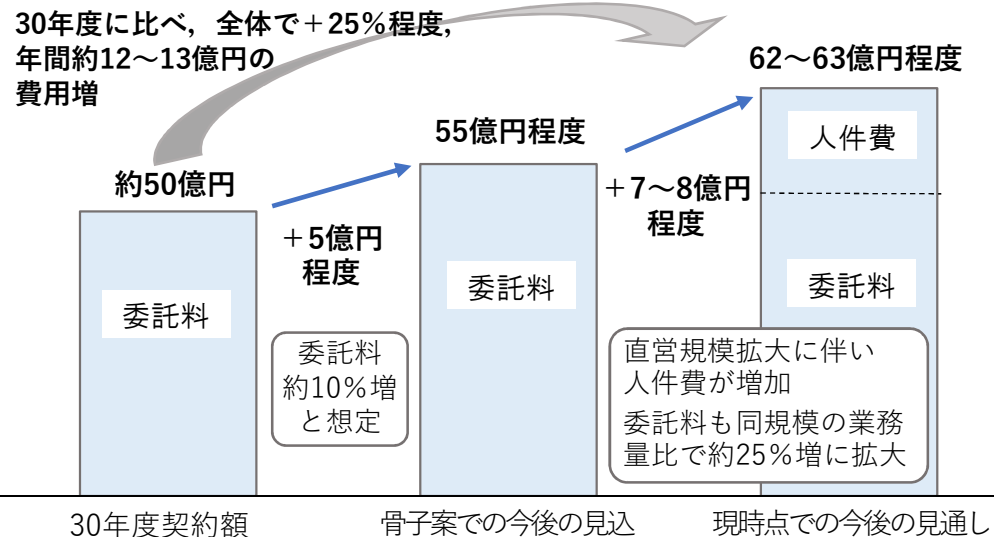 30年度に比べ，全体で＋25％程度，
年間約12～13億円の
費用増
62～63億円程度
55億円程度
約50億円
人件費
＋7～8億円
程度
＋5億円
程度
委託料
委託料
委託料
委託料
約10％増
と想定
直営規模拡大に伴い
人件費が増加
委託料も同規模の業務
量比で約25％増に拡大
30年度契約額
骨子案での今後の見込
現時点での今後の見通し